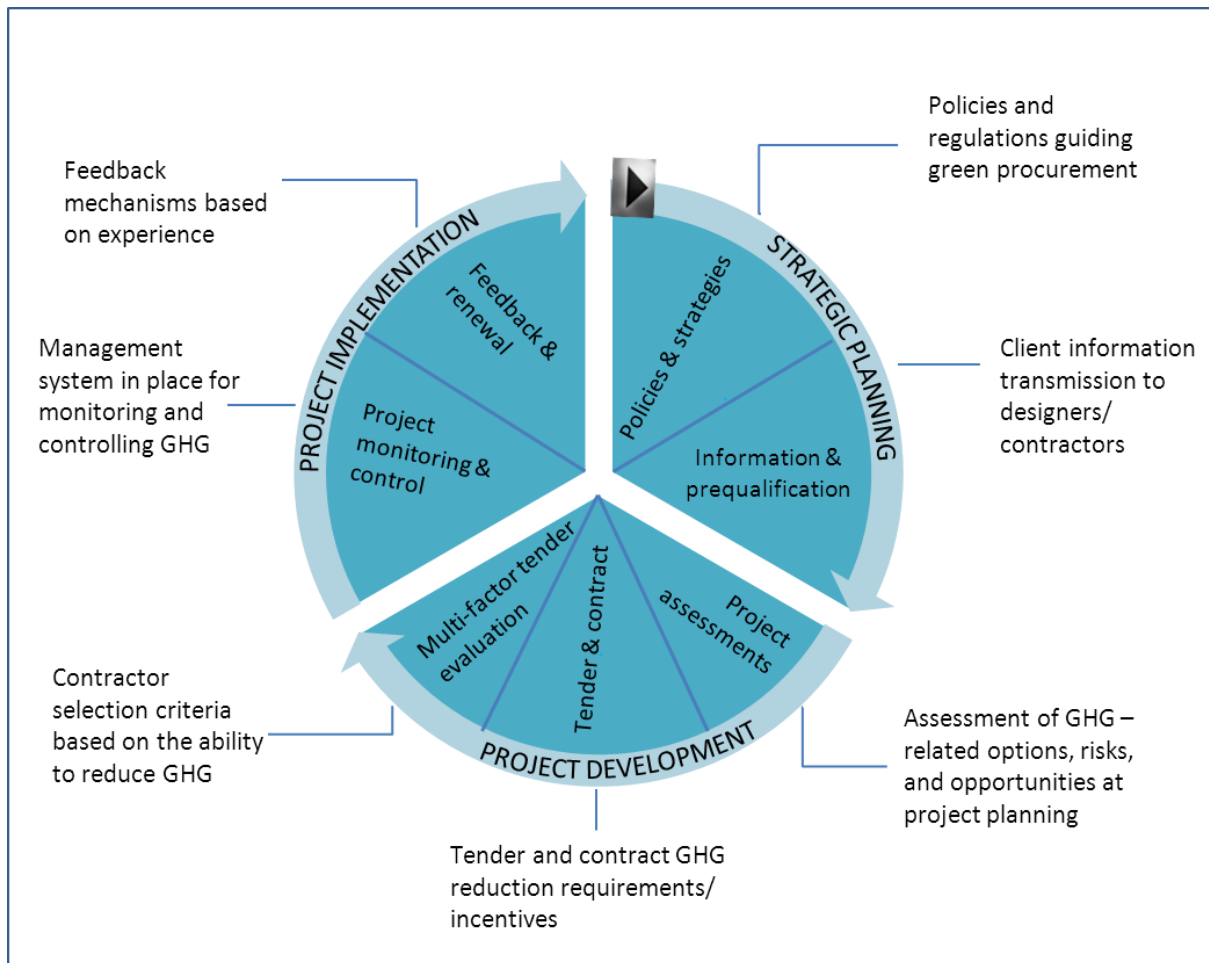 Policies and
regulations guiding
green procurement
Feedback
mechanisms based
on experience
STRATEGIC PLANNING
PROJECT IMPLEMENTATION
Feedback &
renewal
Policies & strategies
Management
system in place for
monitoring and
controlling GHG
Client information
transmission to
designers/
contractors
Project
monitoring &
control
Information &
prequalification
Multi-factor tender
evaluation
Tender & contract
Project
assessments
PROJECT DEVELOPMENT
Contractor
selection criteria
based on the ability
to reduce GHG
Assessment of GHG –
related options, risks,
and opportunities at
project planning
Tender and contract GHG
reduction requirements/
incentives